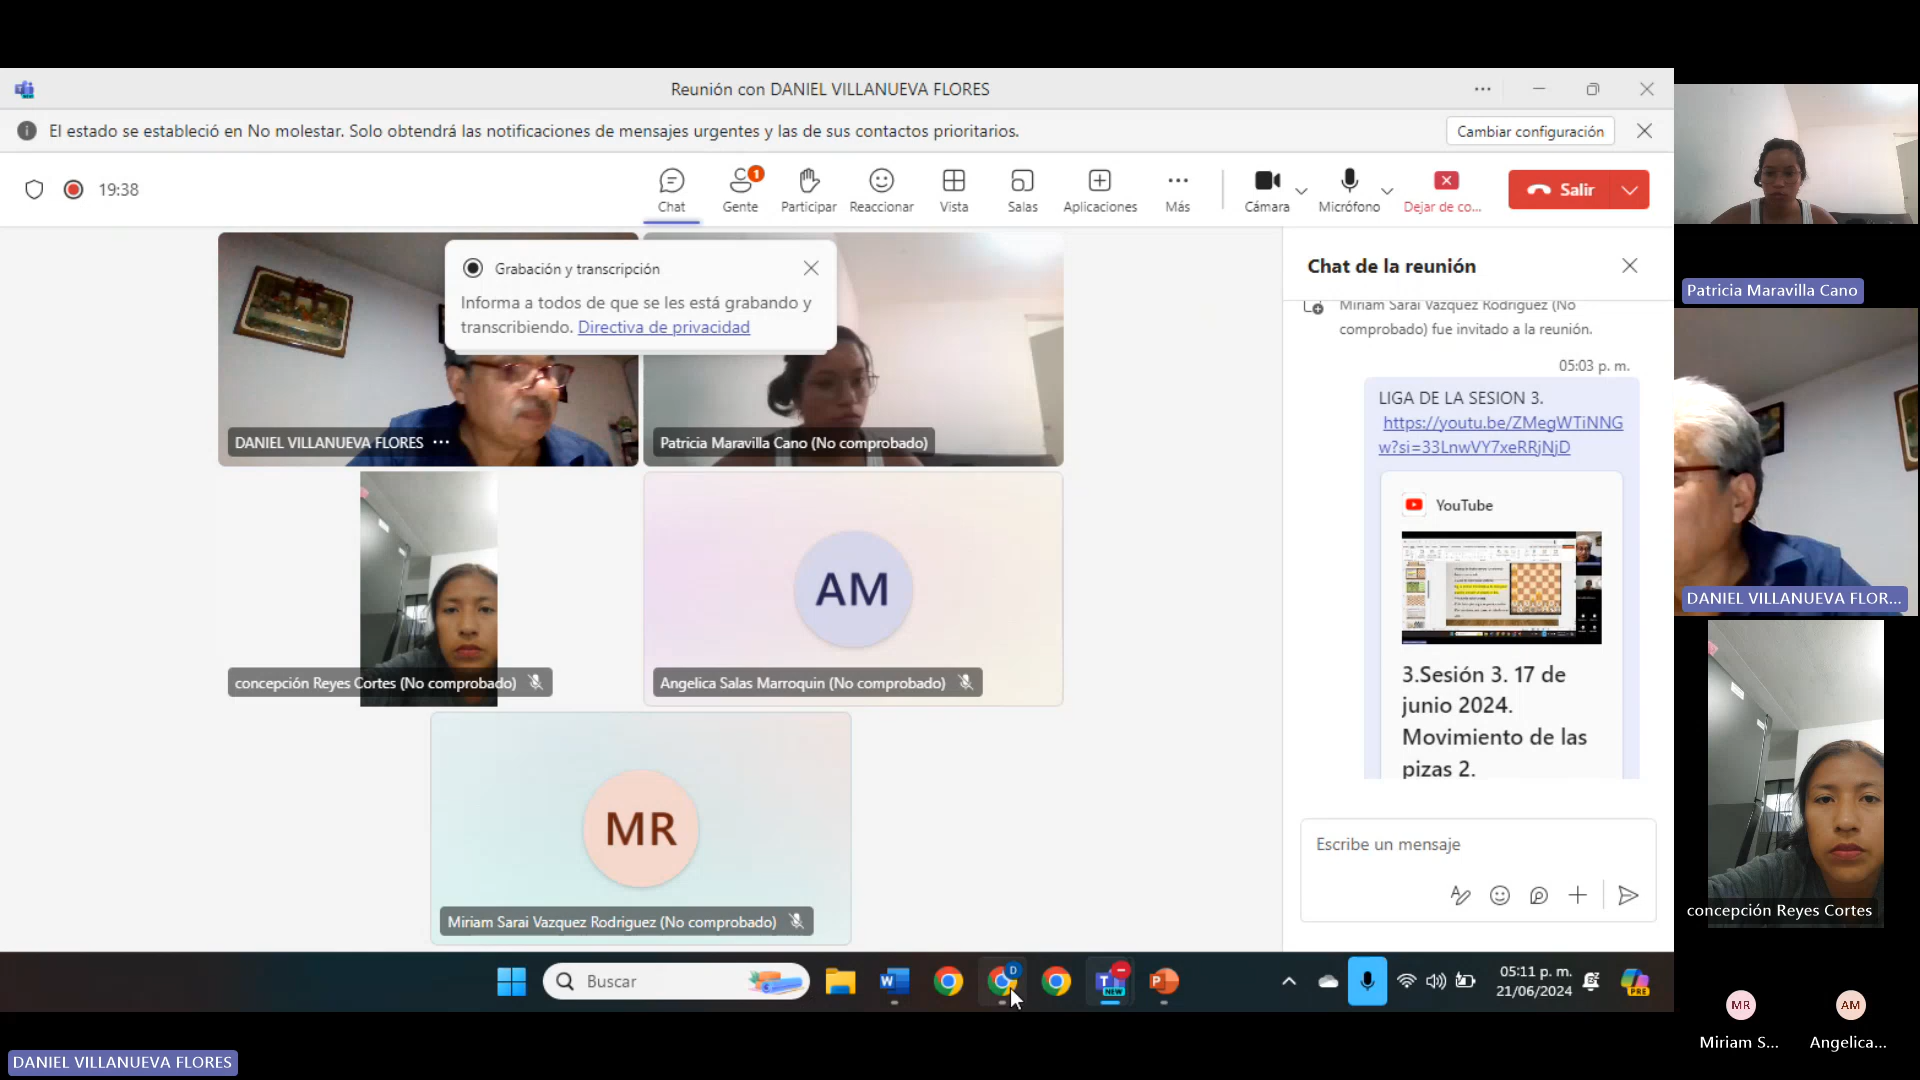 Reunión con DANIEL VILLANUEVA FLORES
El estado se estableció en No molestar. Solo obtendrá las notificaciones de mensajes urgentes y las de sus contactos prioritarios.
Cambiar configuración
19:38
Chat
Gente
1
Participar
Reaccionar
Vista
Salas
Aplicaciones
Más
Cámara
Micrófono
Dejar de co...
Salir
Grabación y transcripción
Informa a todos de que se les está grabando y
transcribiendo. Directiva de privacidad
DANIEL VILLANUEVA FLORES
Patricia Maravilla Cano (No comprobado)
concepción Reyes Cortes (No comprobado)
AM
Angelica Salas Marroquin (No comprobado)
MR
Miriam Sarai Vazquez Rodriguez (No comprobado)
Chat de la reunión
Miriam Sarai Vazquez Rodriguez (No
comprobado) fue invitado a la reunión.
05:03 p. m.
LIGA DE LA SESION 3.
https://youtu.be/ZMegWTiNNG
w?si=33LnwVY7xeRRjNjD
YouTube
3.Sesión 3. 17 de
junio 2024.
Movimiento de las
pizas 2.
Escribe un mensaje
Buscar
05:11 p. m.
21/06/2024
Patricia Maravilla Cano
DANIEL VILLANUEVA FLOR...
concepción Reyes Cortes
MR
AM
Miriam S...
Angelica...
DANIEL VILLANUEVA FLORES